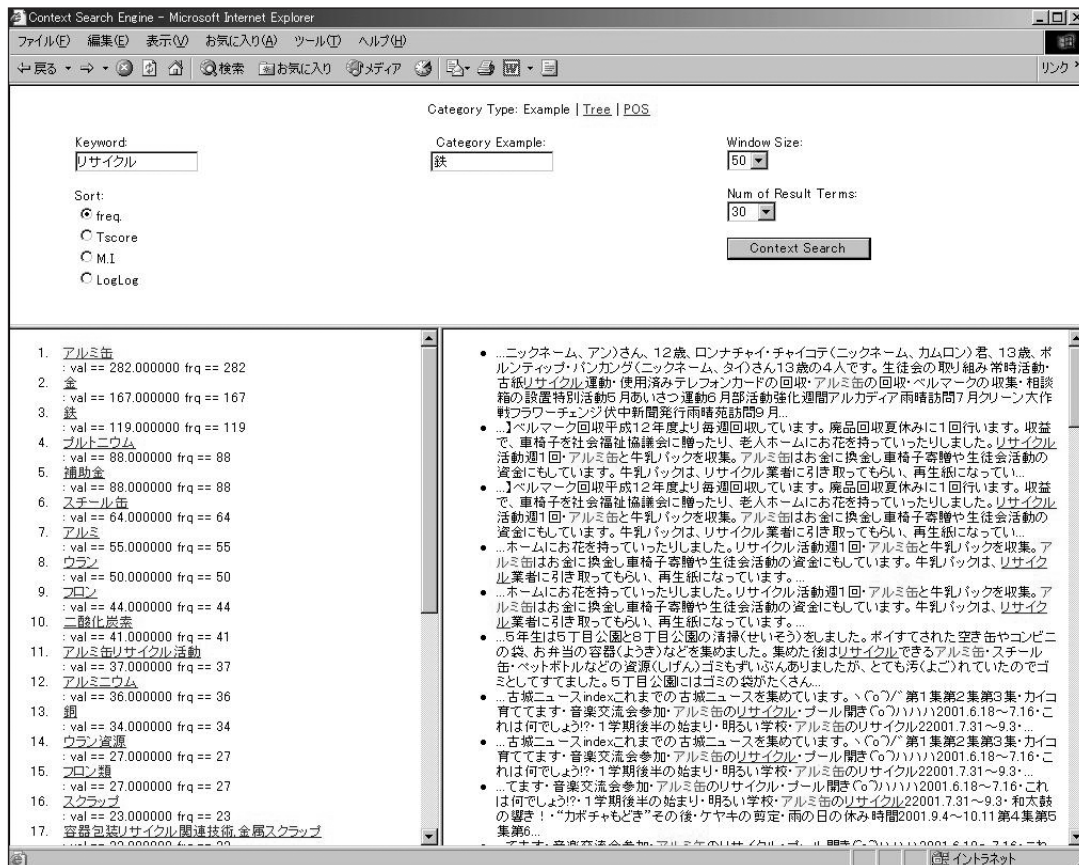 Context Search Engine - Microsoft Internet Explorer
ファイル(F) 編集(E) 表示(V) お気に入り(A) ツール(T) ヘルプ(H)
戻る 検索 お気に入り メディア リンク
Category Type: Example | Tree | POS
Keyword: Category Example: Window Size:
リサイクル 鉄 50
Sort: Num of Result Terms:
freq. 30
Tscore
M.I Context Search
LogLog
1. アルミ缶
: val == 282.000000 frq == 282
2. 金
: val == 167.000000 frq == 167
3. 鉄
: val == 119.000000 frq == 119
4. プルトニウム
: val == 88.000000 frq == 88
5. 補助金
: val == 88.000000 frq == 88
6. スチール缶
: val == 64.000000 frq == 64
7. アルミ
: val == 55.000000 frq == 55
8. ウラン
: val == 50.000000 frq == 50
9. フロン
: val == 44.000000 frq == 44
10. 二酸化炭素
: val == 41.000000 frq == 41
11. アルミ缶リサイクル活動
: val == 37.000000 frq == 37
12. アルミニウム
: val == 36.000000 frq == 36
13. 銅
: val == 34.000000 frq == 34
14. ウラン資源
: val == 27.000000 frq == 27
15. フロン類
: val == 27.000000 frq == 27
16. スクラップ
: val == 23.000000 frq == 23
17. 容器包装リサイクル関連技術,金属スクラップ
...ニックネーム、アン)さん、12歳、ロンナチャイ・チャイコテ(ニックネーム、カムロン)君、13歳、ポ
ルンティップ・バンカング(ニックネーム、タイ)さん13歳の4人です。生徒会の取り組み常時活動・
古紙リサイクル運動・使用済みテレフォンカードの回収・アルミ缶の回収・ベルマークの収集・相談
箱の設置特別活動5月あいさつ運動6月部活動強化週間アルカディア雨晴訪問7月クリーン大作
戦フラワーチェンジ伏中新聞発行雨晴苑訪問9月...
...】ベルマーク回収平成12年度より毎週回収しています。廃品回収夏休みに1回行います。収益
で、車椅子を社会福祉協議会に贈ったり、老人ホームにお花を持っていったりしました。リサイクル
活動週1回・アルミ缶と牛乳パックを収集。アルミ缶はお金に換金し車椅子寄贈や生徒会活動の
資金にもしています。牛乳パックは、リサイクル業者に引き取ってもらい、再生紙になってい...
...】ベルマーク回収平成12年度より毎週回収しています。廃品回収夏休みに1回行います。収益
で、車椅子を社会福祉協議会に贈ったり、老人ホームにお花を持っていったりしました。リサイクル
活動週1回・アルミ缶と牛乳パックを収集。アルミ缶はお金に換金し車椅子寄贈や生徒会活動の
資金にもしています。牛乳パックは、リサイクル業者に引き取ってもらい、再生紙になってい...
...ホームにお花を持っていったりしました。リサイクル活動週1回・アルミ缶と牛乳パックを収集。ア
ルミ缶はお金に換金し車椅子寄贈や生徒会活動の資金にもしています。牛乳パックは、リサイク
ル業者に引き取ってもらい、再生紙になっています。...
...ホームにお花を持っていったりしました。リサイクル活動週1回・アルミ缶と牛乳パックを収集。ア
ルミ缶はお金に換金し車椅子寄贈や生徒会活動の資金にもしています。牛乳パックは、リサイク
ル業者に引き取ってもらい、再生紙になっています。...
...5年生は5丁目公園と8丁目公園の清掃(せいそう)をしました。ポイすてされた空き缶やコンビニ
の袋、お弁当の容器(ようき)などを集めました。集めた後はリサイクルできるアルミ缶・スチール
缶・ペットボトルなどの資源(しげん)ゴミもずいぶんありましたが、とても汚(よご)れていたのでゴ
ミとしてすてました。5丁目公園にはゴミの袋がたくさん...
...古城ニュースindexこれまでの古城ニュースを集めています。ヽ(^o^)/゛第1集第2集第3集・カイコ
育ててます・音楽交流会参加・アルミ缶のリサイクル・プール開き(^o^)ハハハ2001.6.18～7.16・こ
れは何でしょう!?・1学期後半の始まり・明るい学校・アルミ缶のリサイクル22001.7.31～9.3・...
...古城ニュースindexこれまでの古城ニュースを集めています。ヽ(^o^)/゛第1集第2集第3集・カイコ
育ててます・音楽交流会参加・アルミ缶のリサイクル・プール開き(^o^)ハハハ2001.6.18～7.16・こ
れは何でしょう!?・1学期後半の始まり・明るい学校・アルミ缶のリサイクル22001.7.31～9.3・...
...てます・音楽交流会参加・アルミ缶のリサイクル・プール開き(^o^)ハハハ2001.6.18～7.16・これ
は何でしょう!?・1学期後半の始まり・明るい学校・アルミ缶のリサイクル22001.7.31～9.3・和太鼓
の響き!・“カボチャもどき”その後・ケヤキの剪定・雨の日の休み時間2001.9.4～10.11第4集第5
集第6...
イントラネット